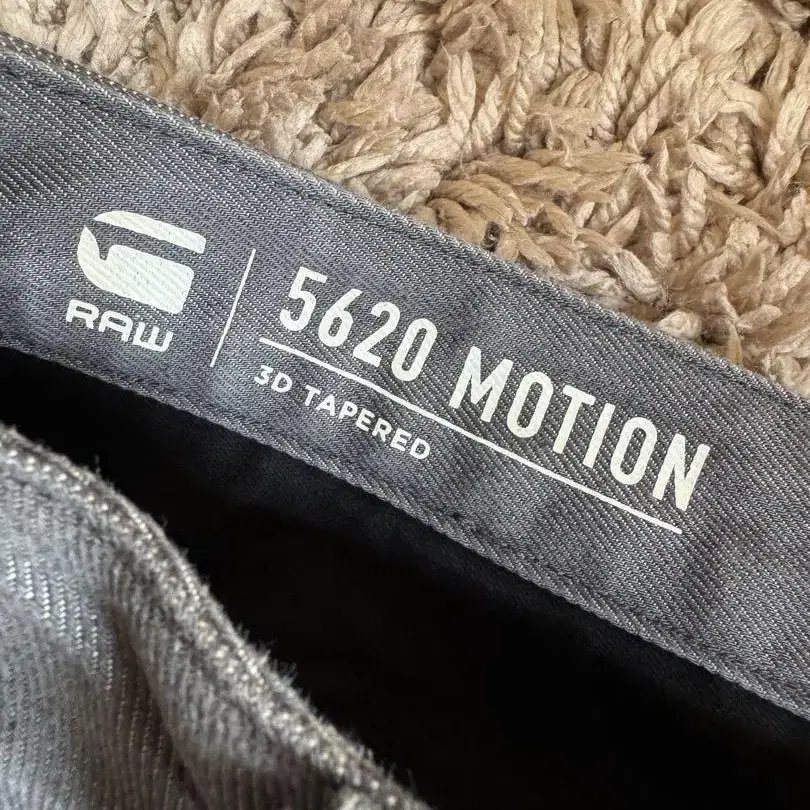 RAW
5620 MOTION
3D TAPERED